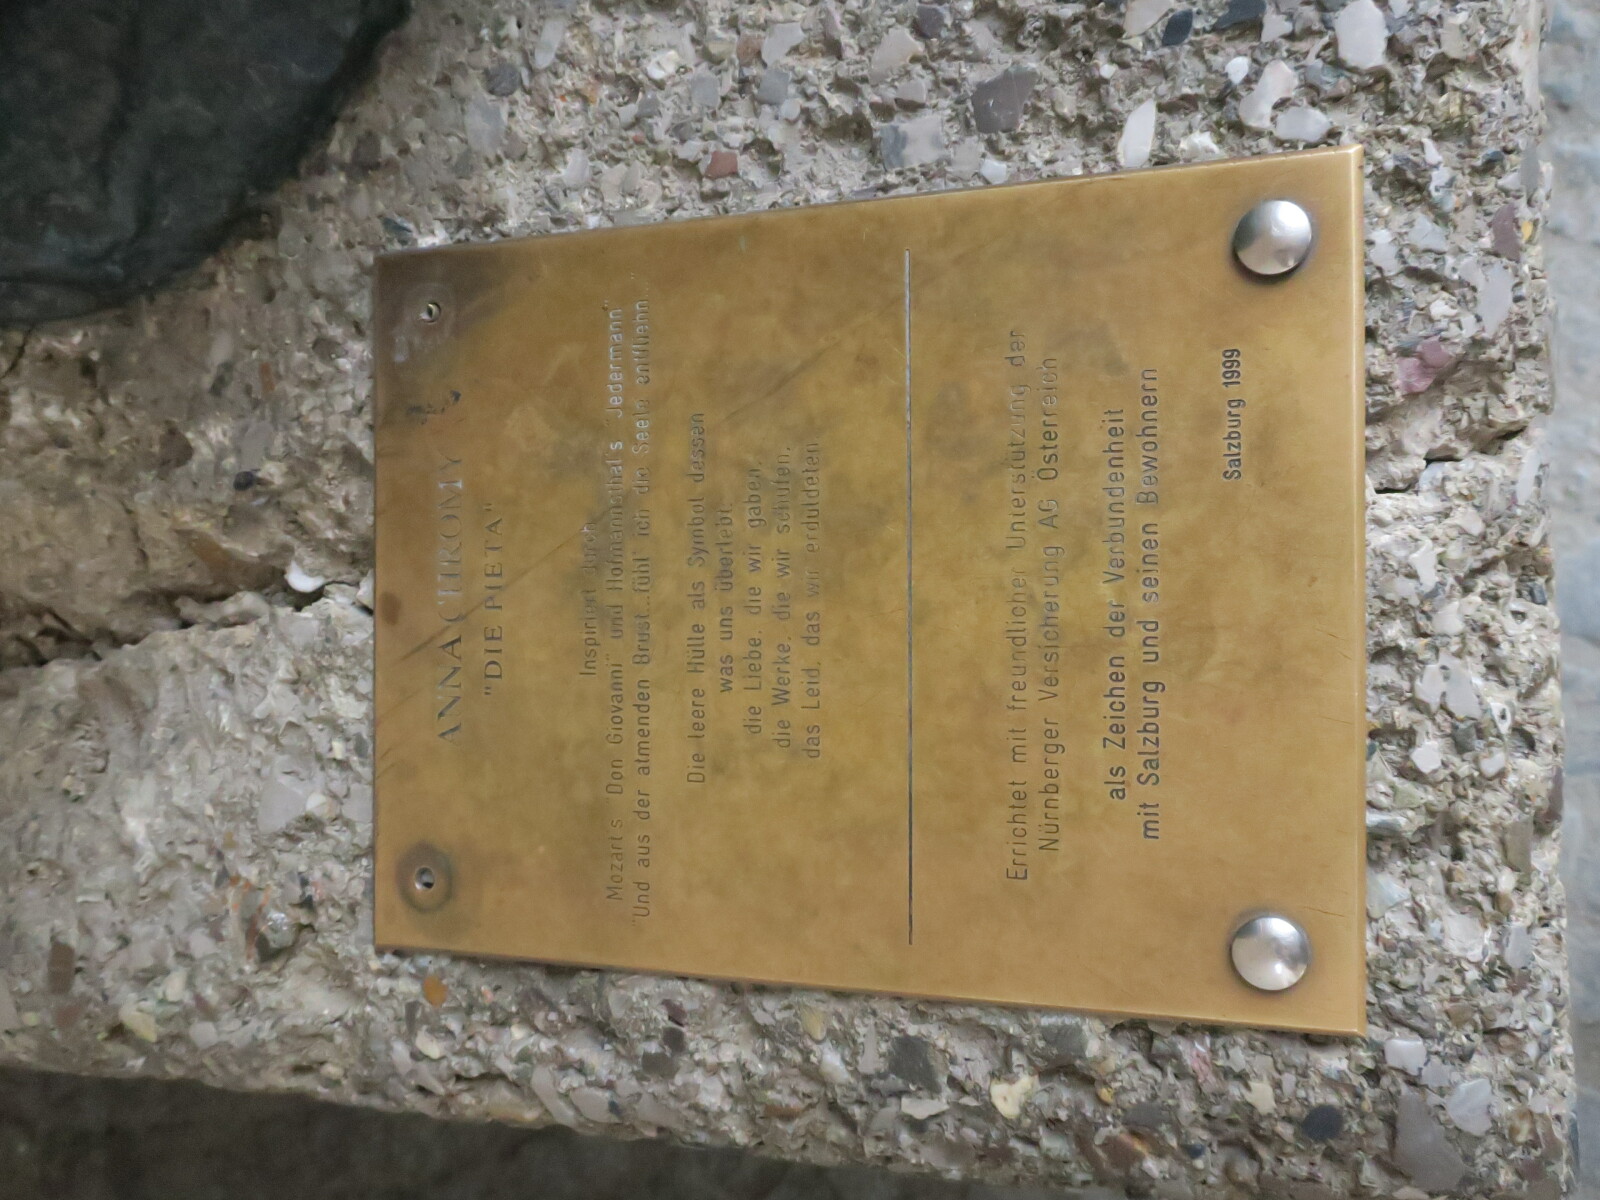 ANNA CHROMY
"DIE PIETA"
Inspiriert durch
Mozart's "Don Giovanni" und Hofmannsthal's "Jedermann"
"Und aus der atmenden Brust...fühl' ich die Seele entfliehn..."
Die leere Hülle als Symbol dessen
was uns überlebt.
die Liebe, die wir gaben,
die Werke, die wir schufen,
das Leid, das wir erduldeten
Errichtet mit freundlicher Unterstützung der
Nürnberger Versicherung AG Österreich
als Zeichen der Verbundenheit
mit Salzburg und seinen Bewohnern
Salzburg 1999